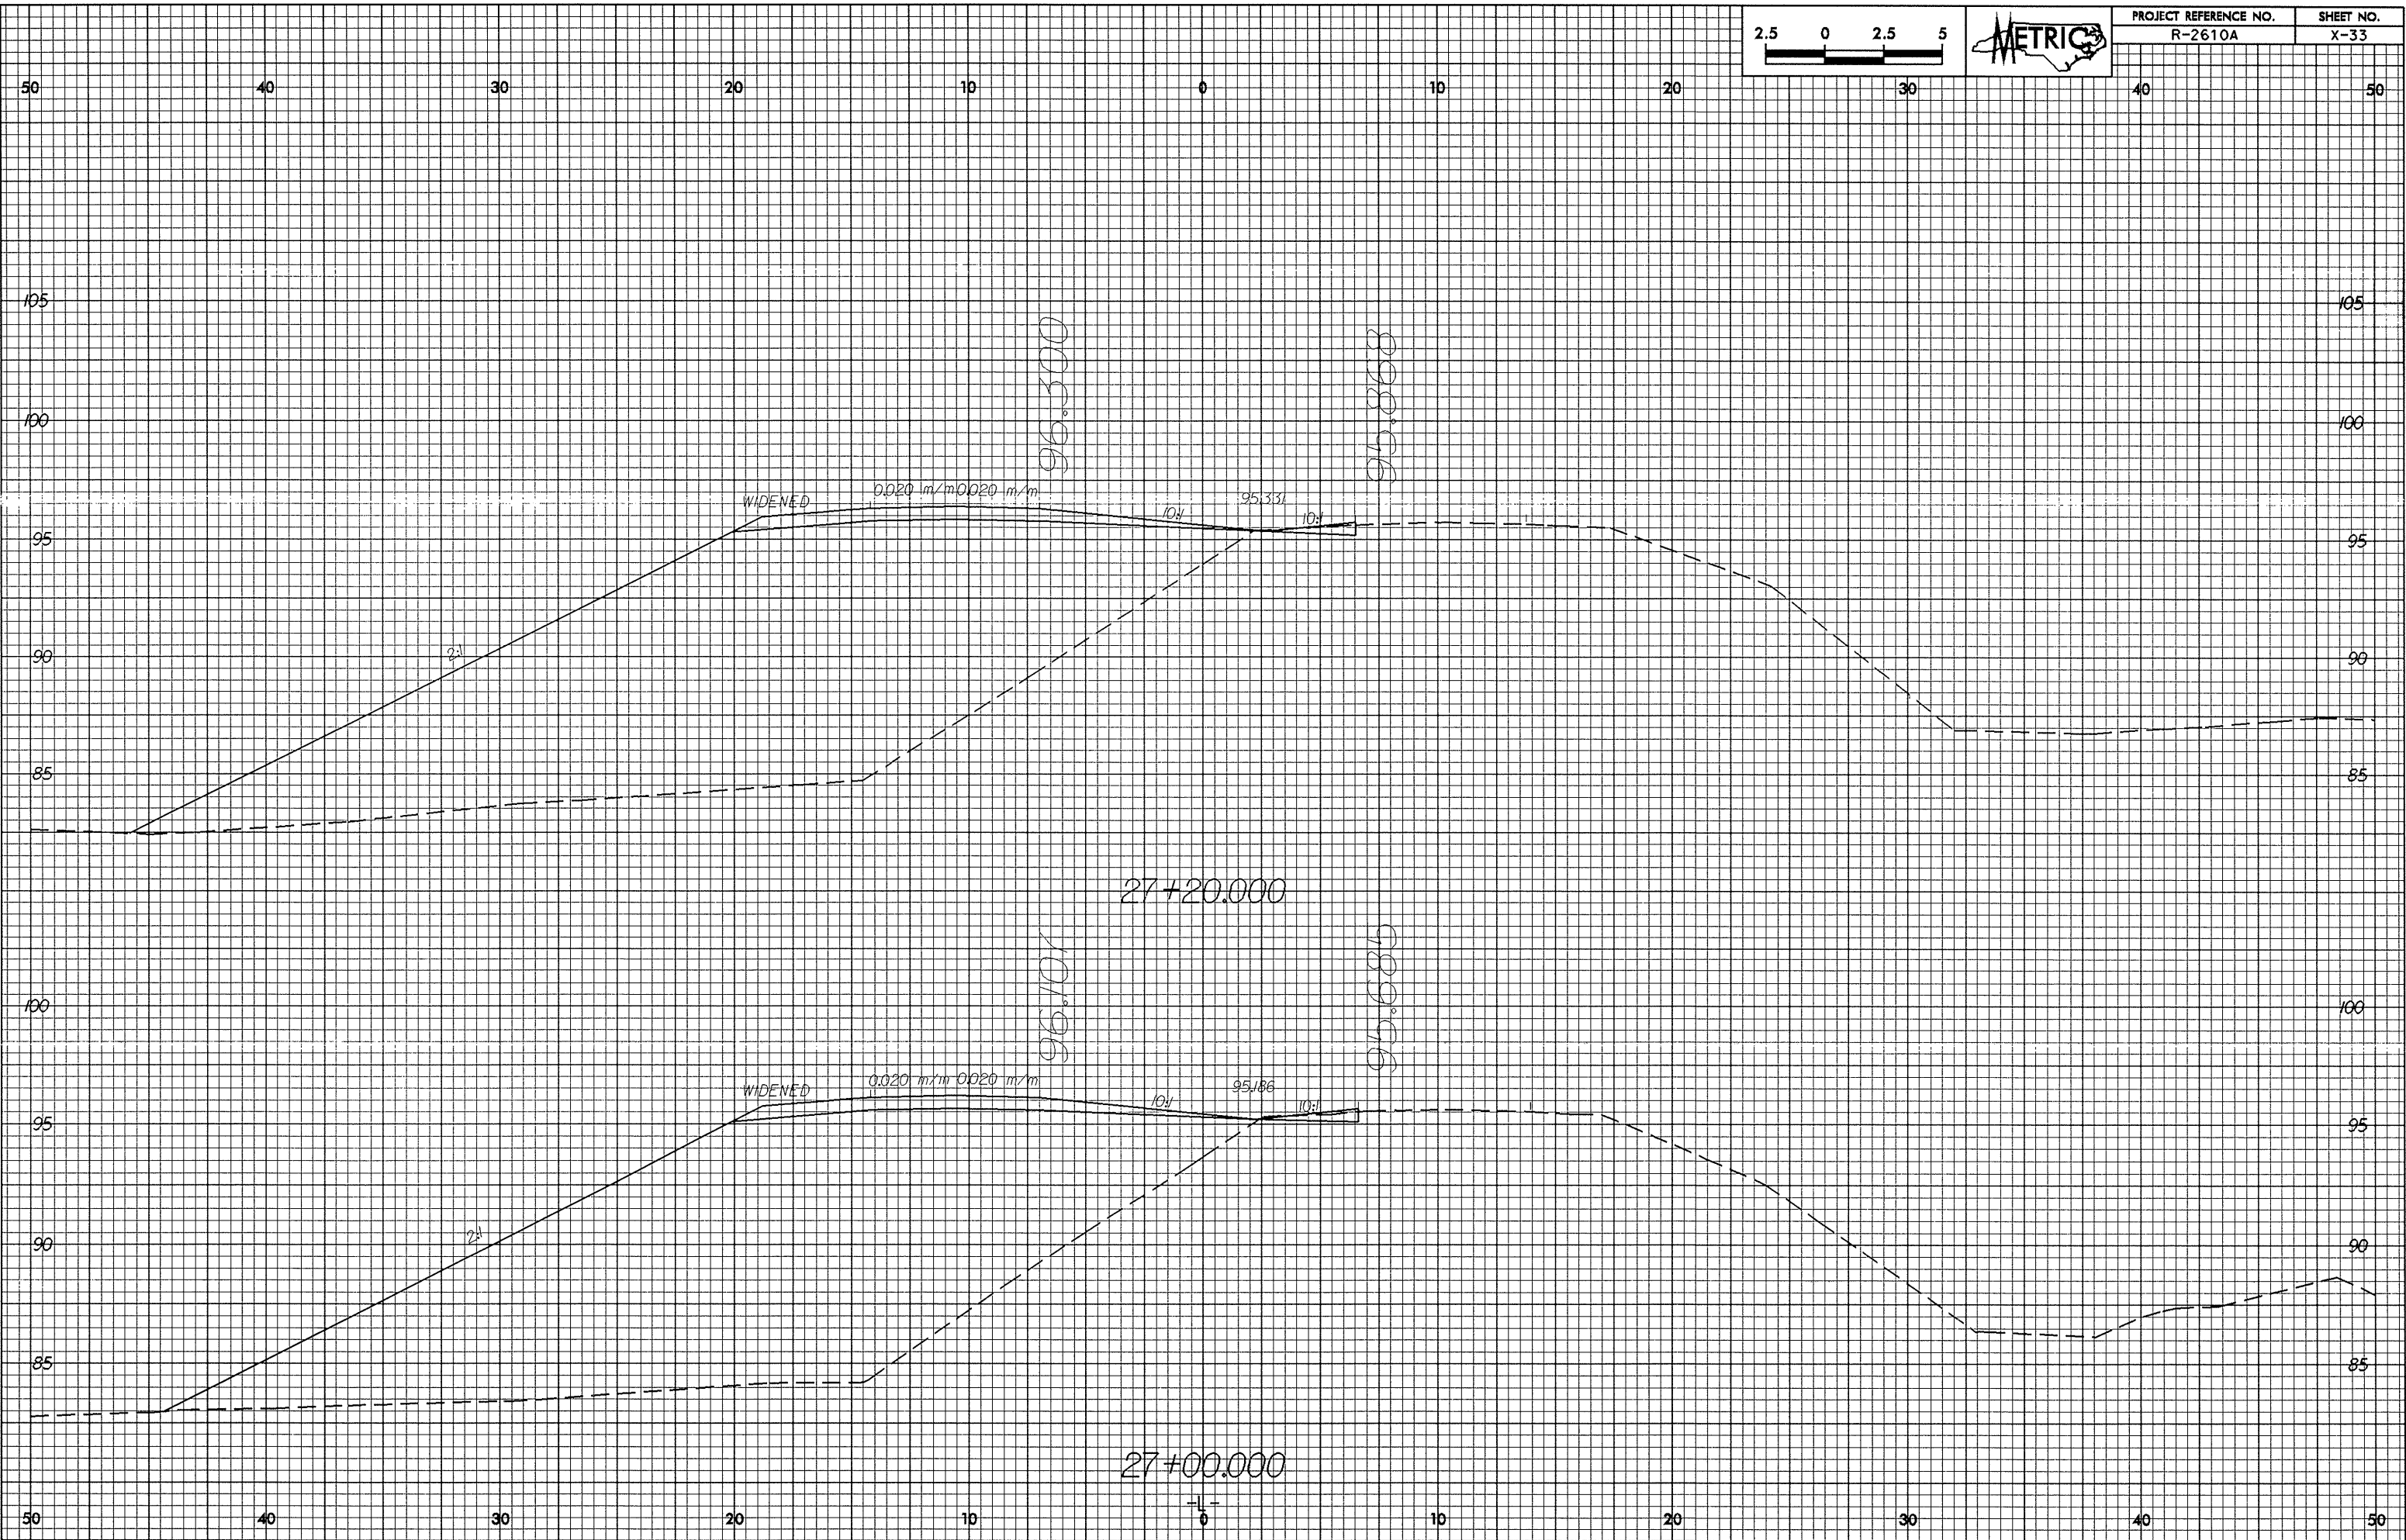 PROJECT REFERENCE NO. SHEET NO.
R-2610A X-33
2.5 0 2.5 5
METRIC
50 40 30 20 10 0 10 20 30 40 50
105 105
96.300 95.868
100 100
WIDENED 0.020 m/m 0.020 m/m 10:1 95.331 10:1
95 95
2:1
90 90
85 85
27+20.000
96.107 95.685
100 100
WIDENED 0.020 m/m 0.020 m/m 10:1 95.186 10:1
95 95
2:1
90 90
85 85
27+00.000
-L-
50 40 30 20 10 0 10 20 30 40 50